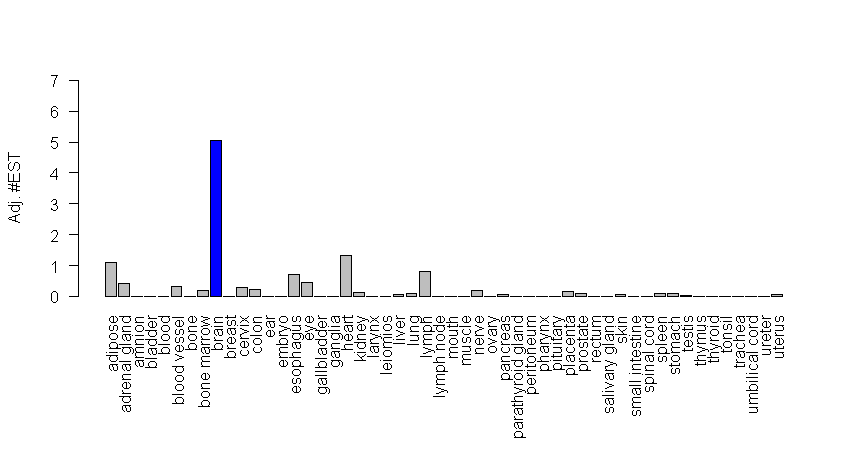 7
6
5
4
3
2
1
0
Adj. #EST
adipose
adrenal gland
amnion
bladder
blood
blood vessel
bone
bone marrow
brain
breast
cervix
colon
ear
embryo
esophagus
eye
gallbladder
ganglia
heart
kidney
larynx
leiomios
liver
lung
lymph
lymph node
mouth
muscle
nerve
ovary
pancreas
parathyroid gland
peritoneum
pharynx
pituitary
placenta
prostate
rectum
salivary gland
skin
small intestine
spinal cord
spleen
stomach
testis
thymus
thyroid
tonsil
trachea
umbilical cord
ureter
uterus